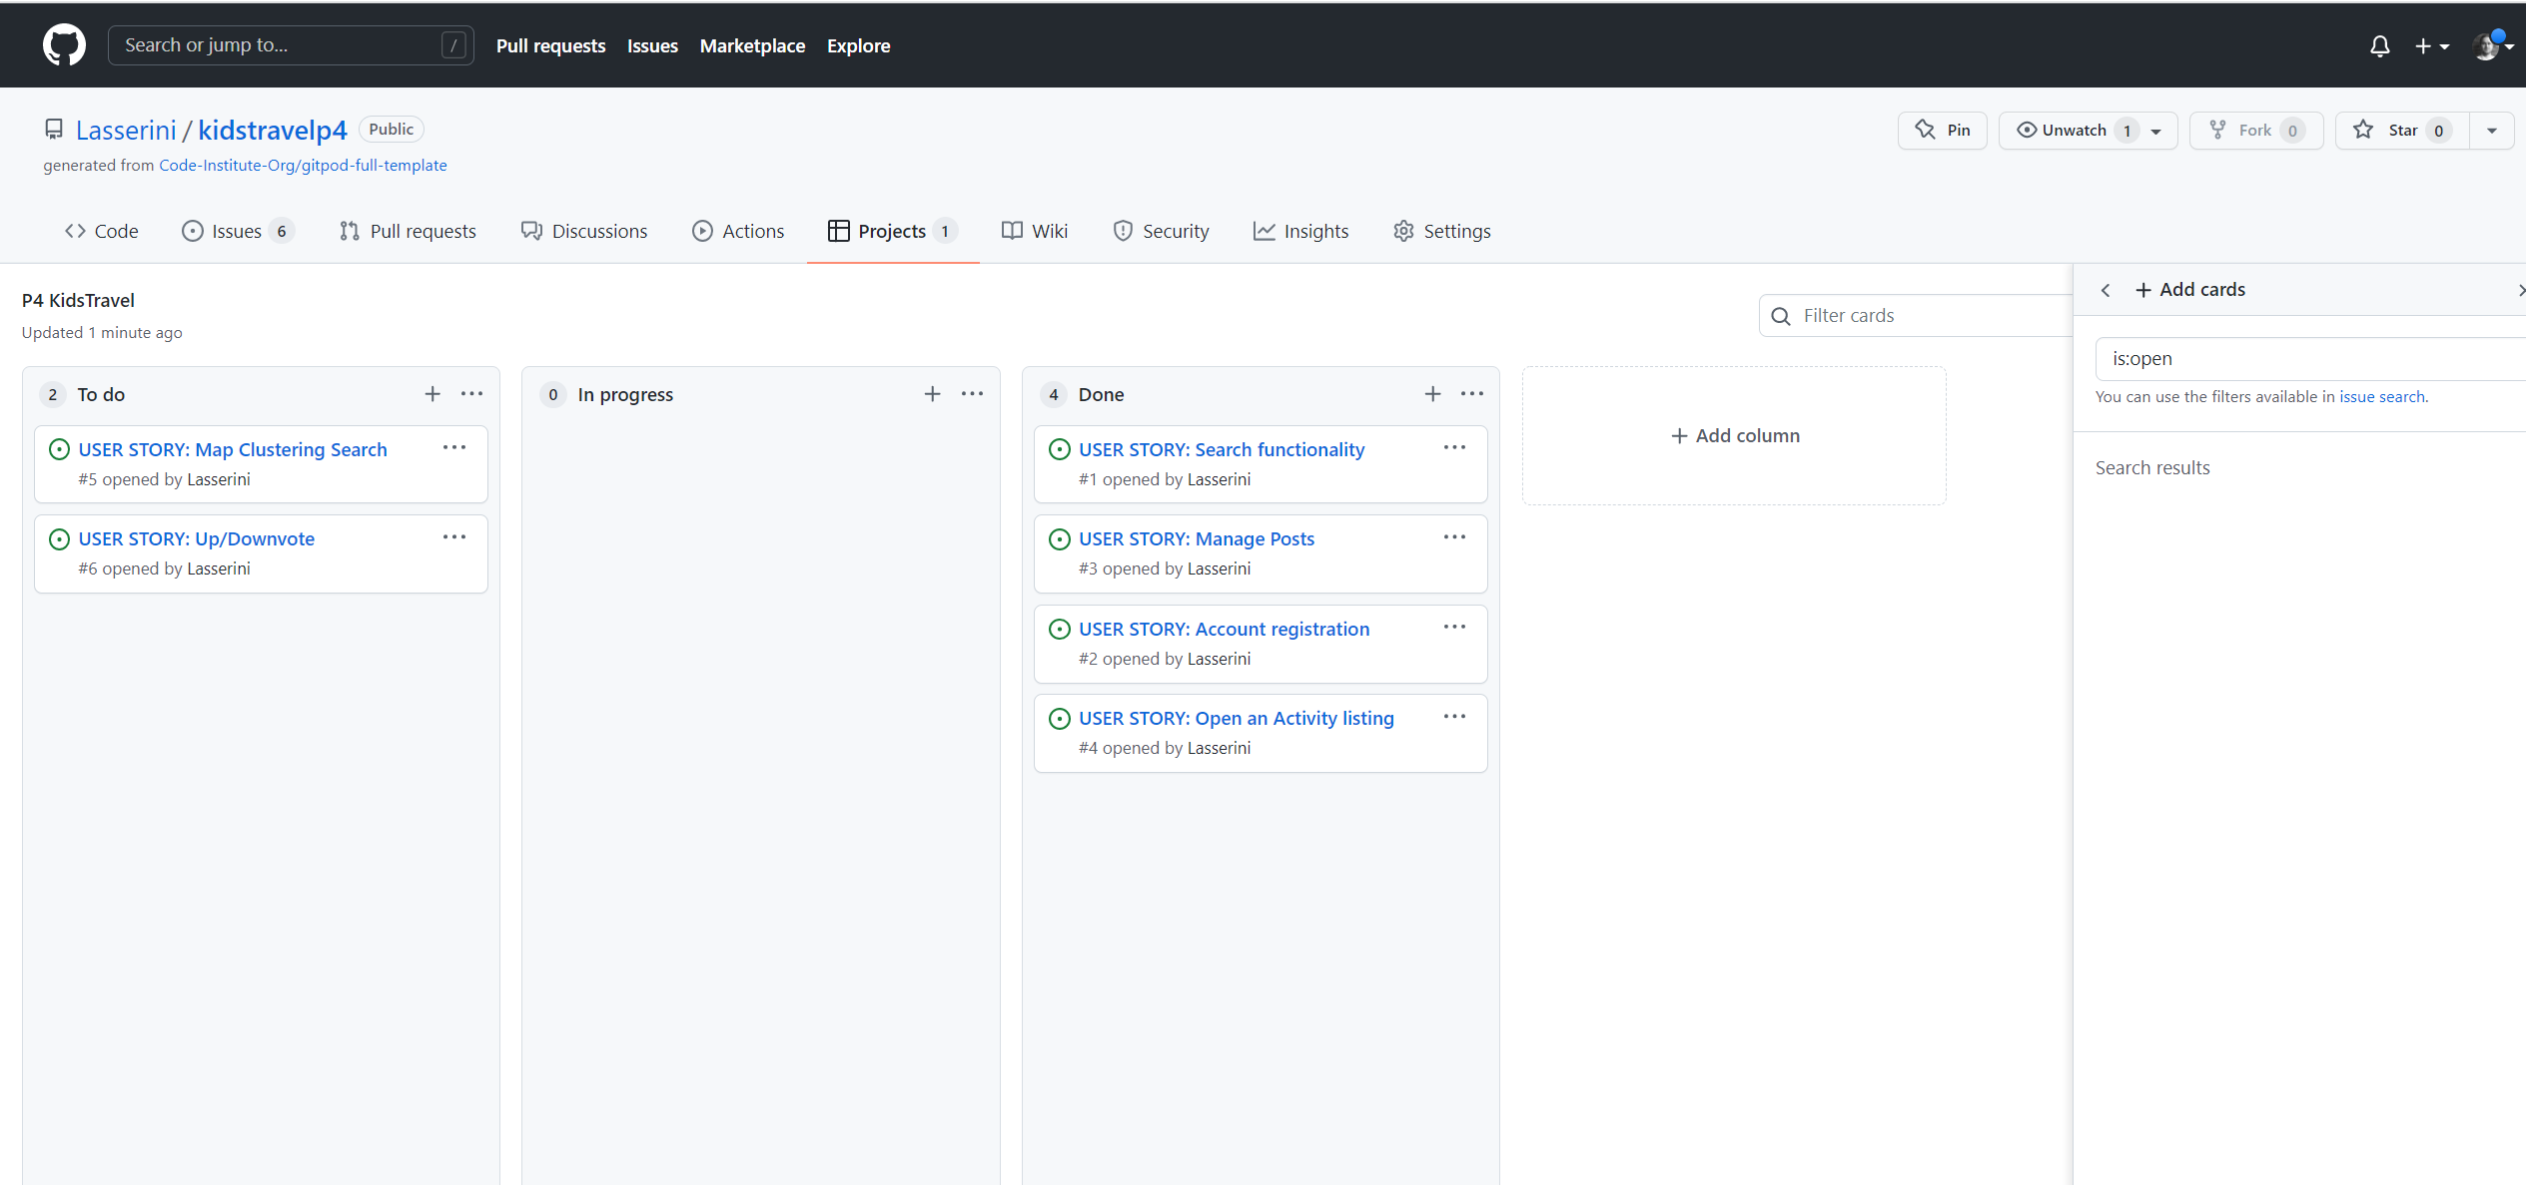 Search or jump to... /
Pull requests Issues Marketplace Explore
Lasserini / kidstravelp4 Public
Pin Unwatch 1 Fork 0 Star 0
generated from Code-Institute-Org/gitpod-full-template
Code Issues 6 Pull requests Discussions Actions Projects 1 Wiki Security Insights Settings
P4 KidsTravel
Updated 1 minute ago
Filter cards
2 To do
USER STORY: Map Clustering Search
#5 opened by Lasserini
USER STORY: Up/Downvote
#6 opened by Lasserini
0 In progress
4 Done
USER STORY: Search functionality
#1 opened by Lasserini
USER STORY: Manage Posts
#3 opened by Lasserini
USER STORY: Account registration
#2 opened by Lasserini
USER STORY: Open an Activity listing
#4 opened by Lasserini
Add column
Add cards
is:open
You can use the filters available in issue search.
Search results